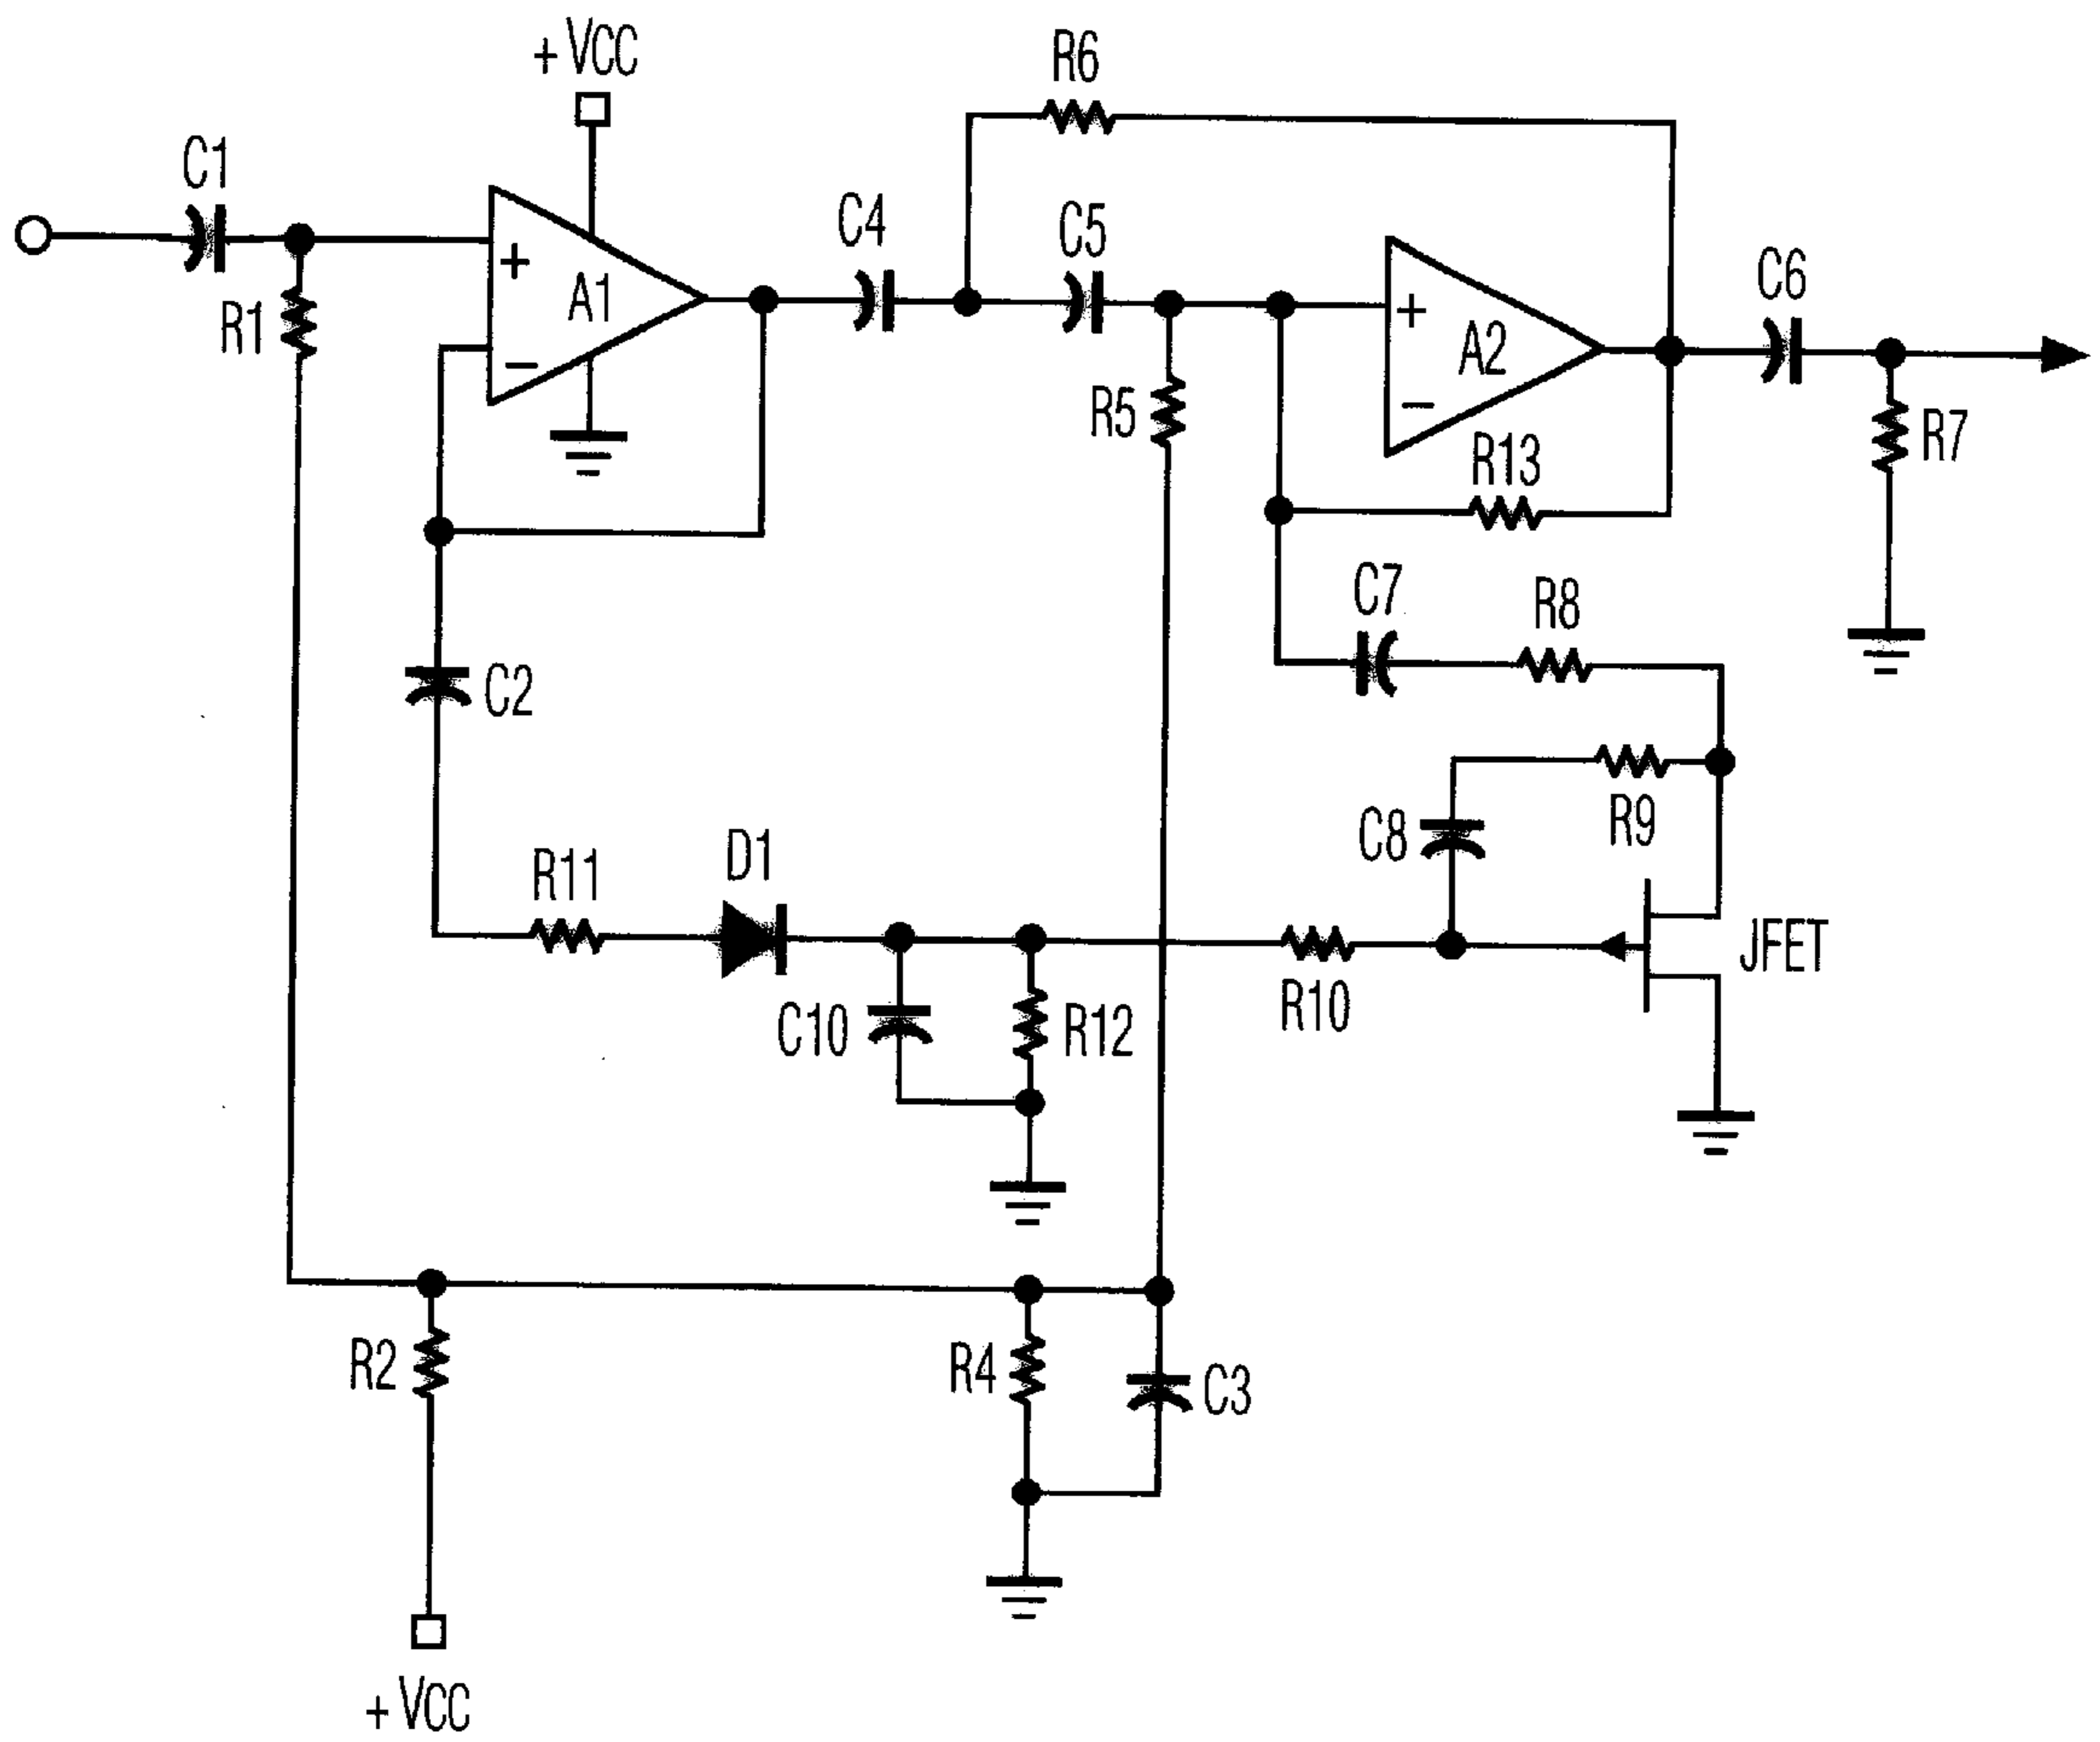 + VCC
R6
C1
C4
C5
+
A1
−
C6
R1
+
A2
−
R5
R13
R7
C7
R8
C2
C8
R9
D1
R11
JFET
C10
R12
R10
R2
R4
C3
+ VCC